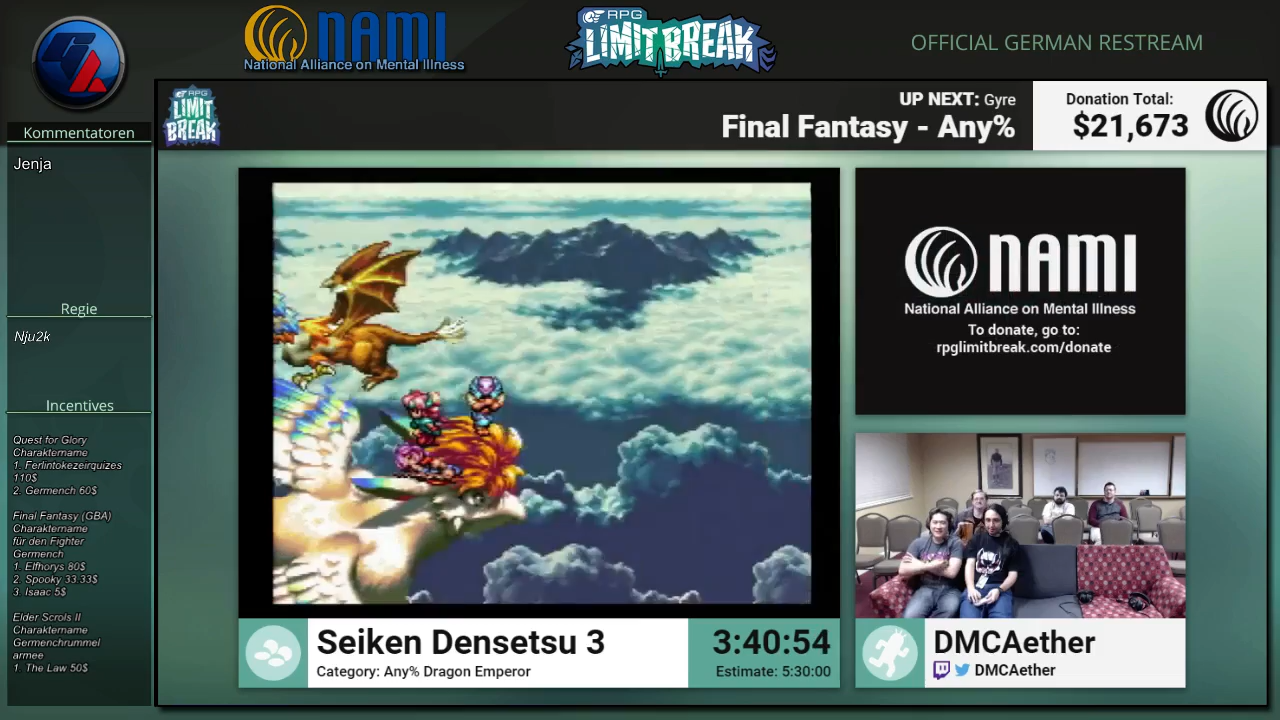 NAMI
National Alliance on Mental Illness
RPG
LIMIT BREAK
OFFICIAL GERMAN RESTREAM
Kommentatoren
Jenja
Regie
Nju2k
Incentives
Quest for Glory
Charaktername
1. Ferlintokezeirquizes
110$
2. Germench 60$
Final Fantasy (GBA)
Charaktername
für den Fighter
Germench
1. Elfhorys 80$
2. Spooky 33.33$
3. Isaac 5$
Elder Scrols II
Charaktername
Germenchrummel
armee
1. The Law 50$
RPG
LIMIT
BREAK
UP NEXT: Gyre
Final Fantasy - Any%
Donation Total:
$21,673
NAMI
National Alliance on Mental Illness
To donate, go to:
rpglimitbreak.com/donate
Seiken Densetsu 3
Category: Any% Dragon Emperor
3:40:54
Estimate: 5:30:00
DMCAether
DMCAether